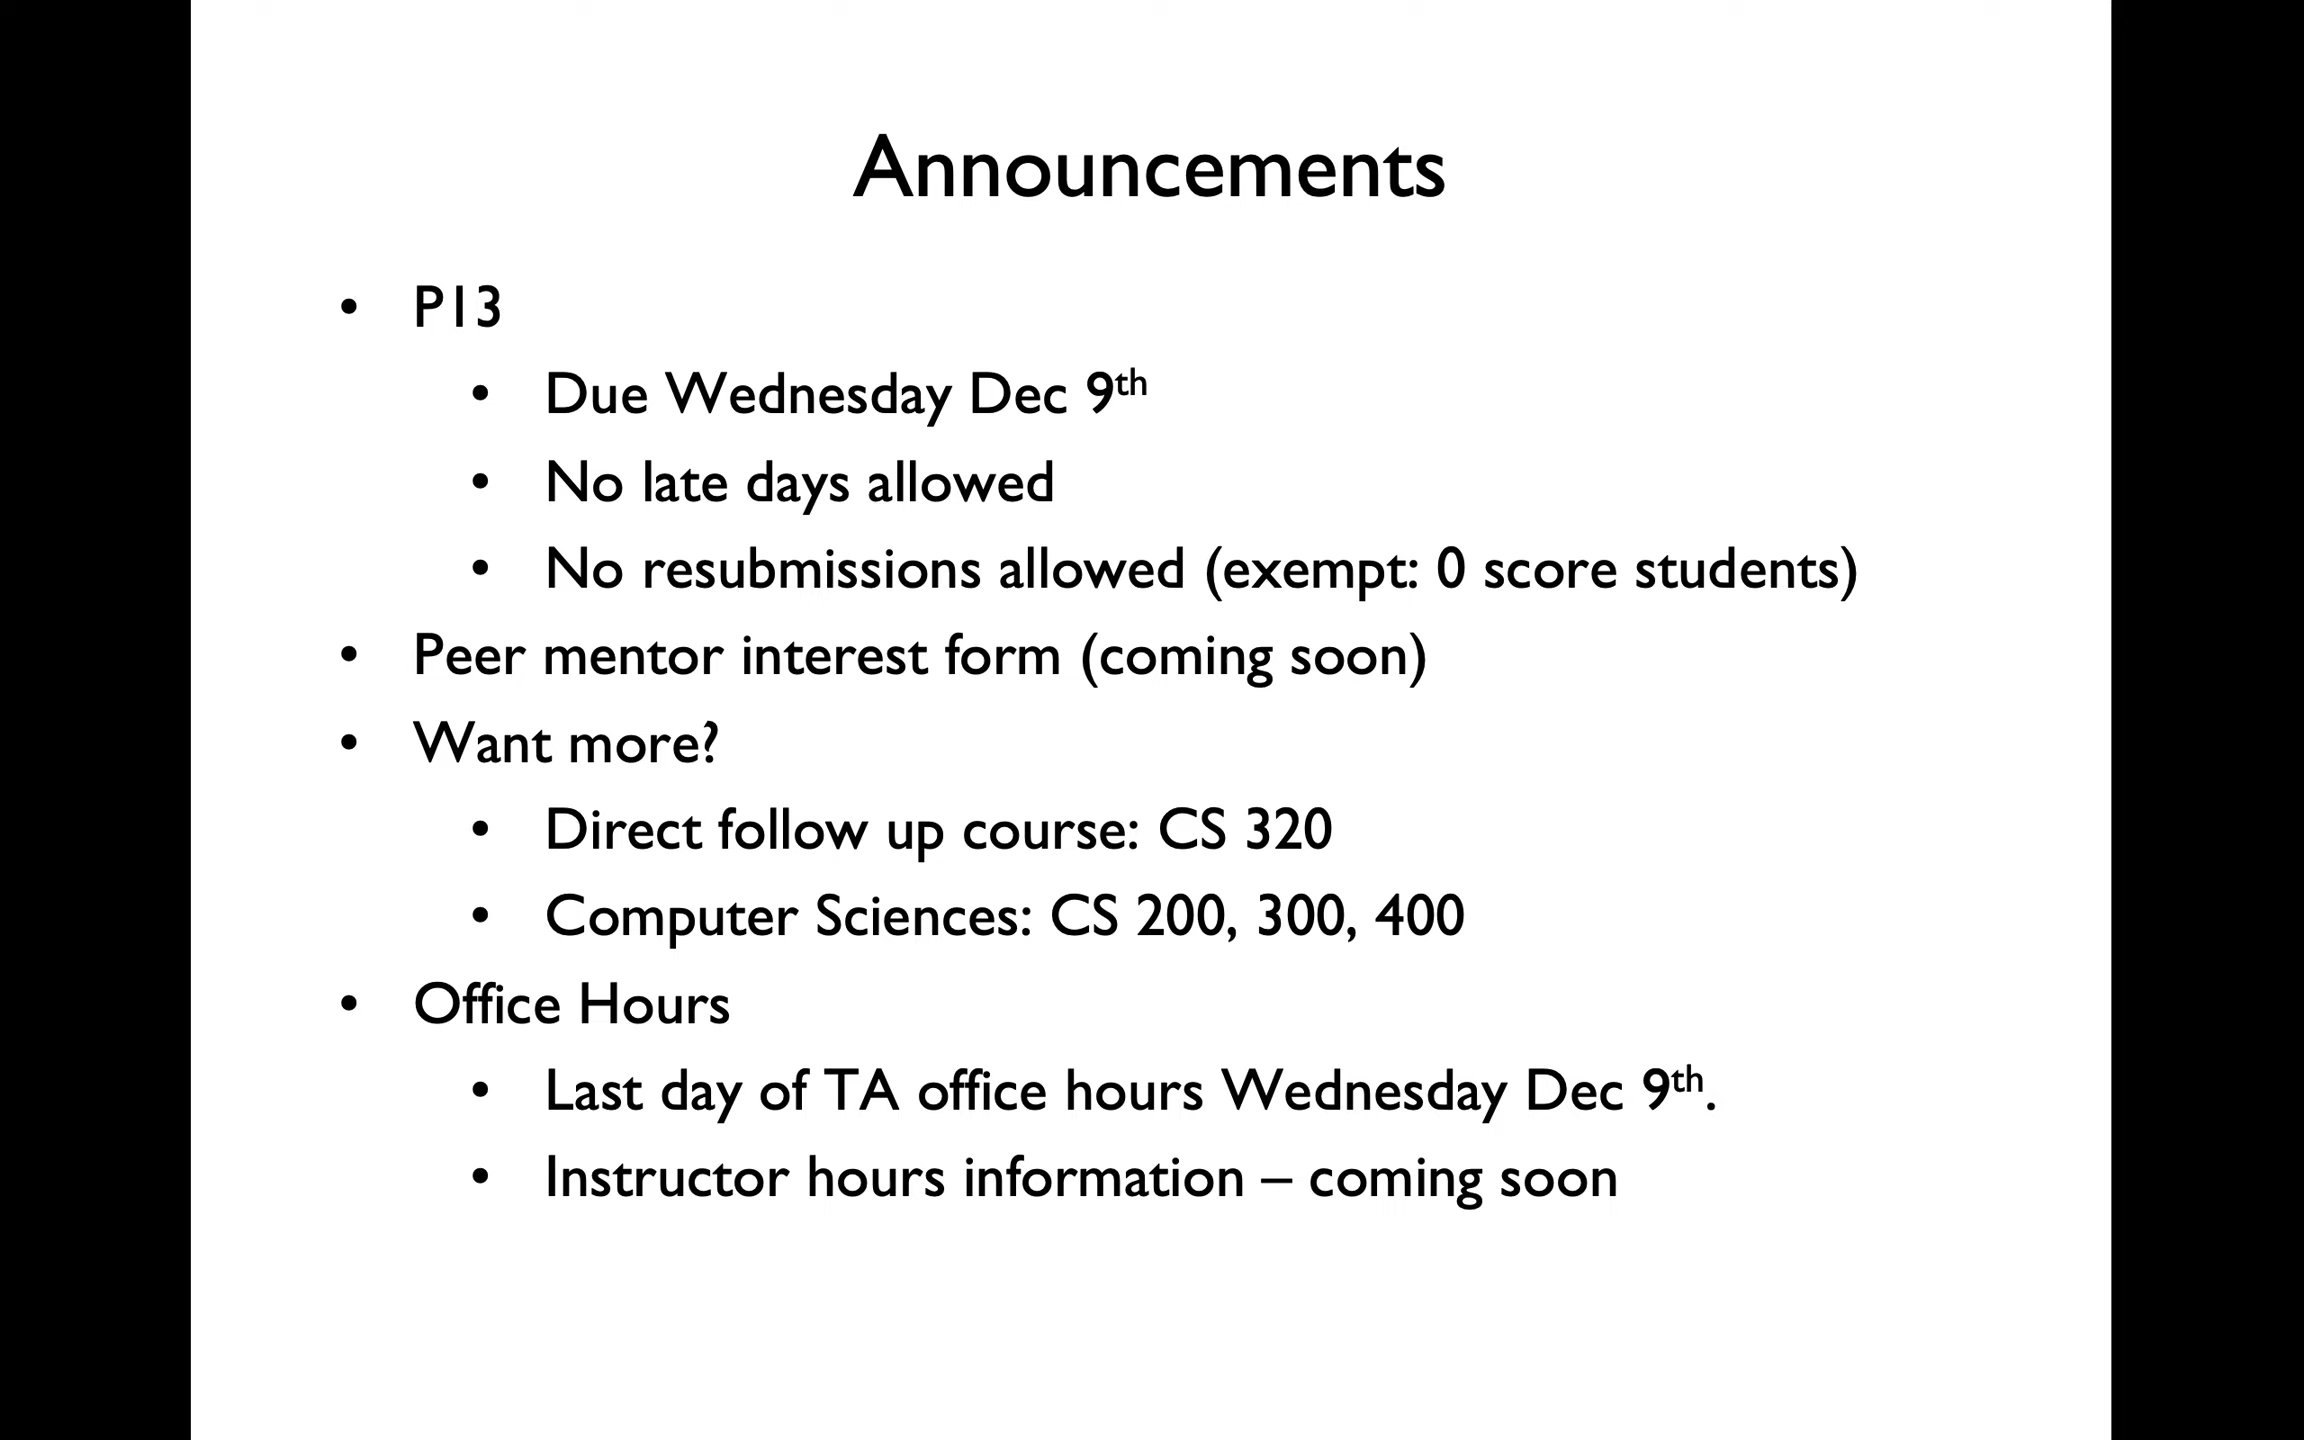 Announcements
• P13
• Due Wednesday Dec 9th
• No late days allowed
• No resubmissions allowed (exempt: 0 score students)
• Peer mentor interest form (coming soon)
• Want more?
• Direct follow up course: CS 320
• Computer Sciences: CS 200, 300, 400
• Office Hours
• Last day of TA office hours Wednesday Dec 9th.
• Instructor hours information – coming soon